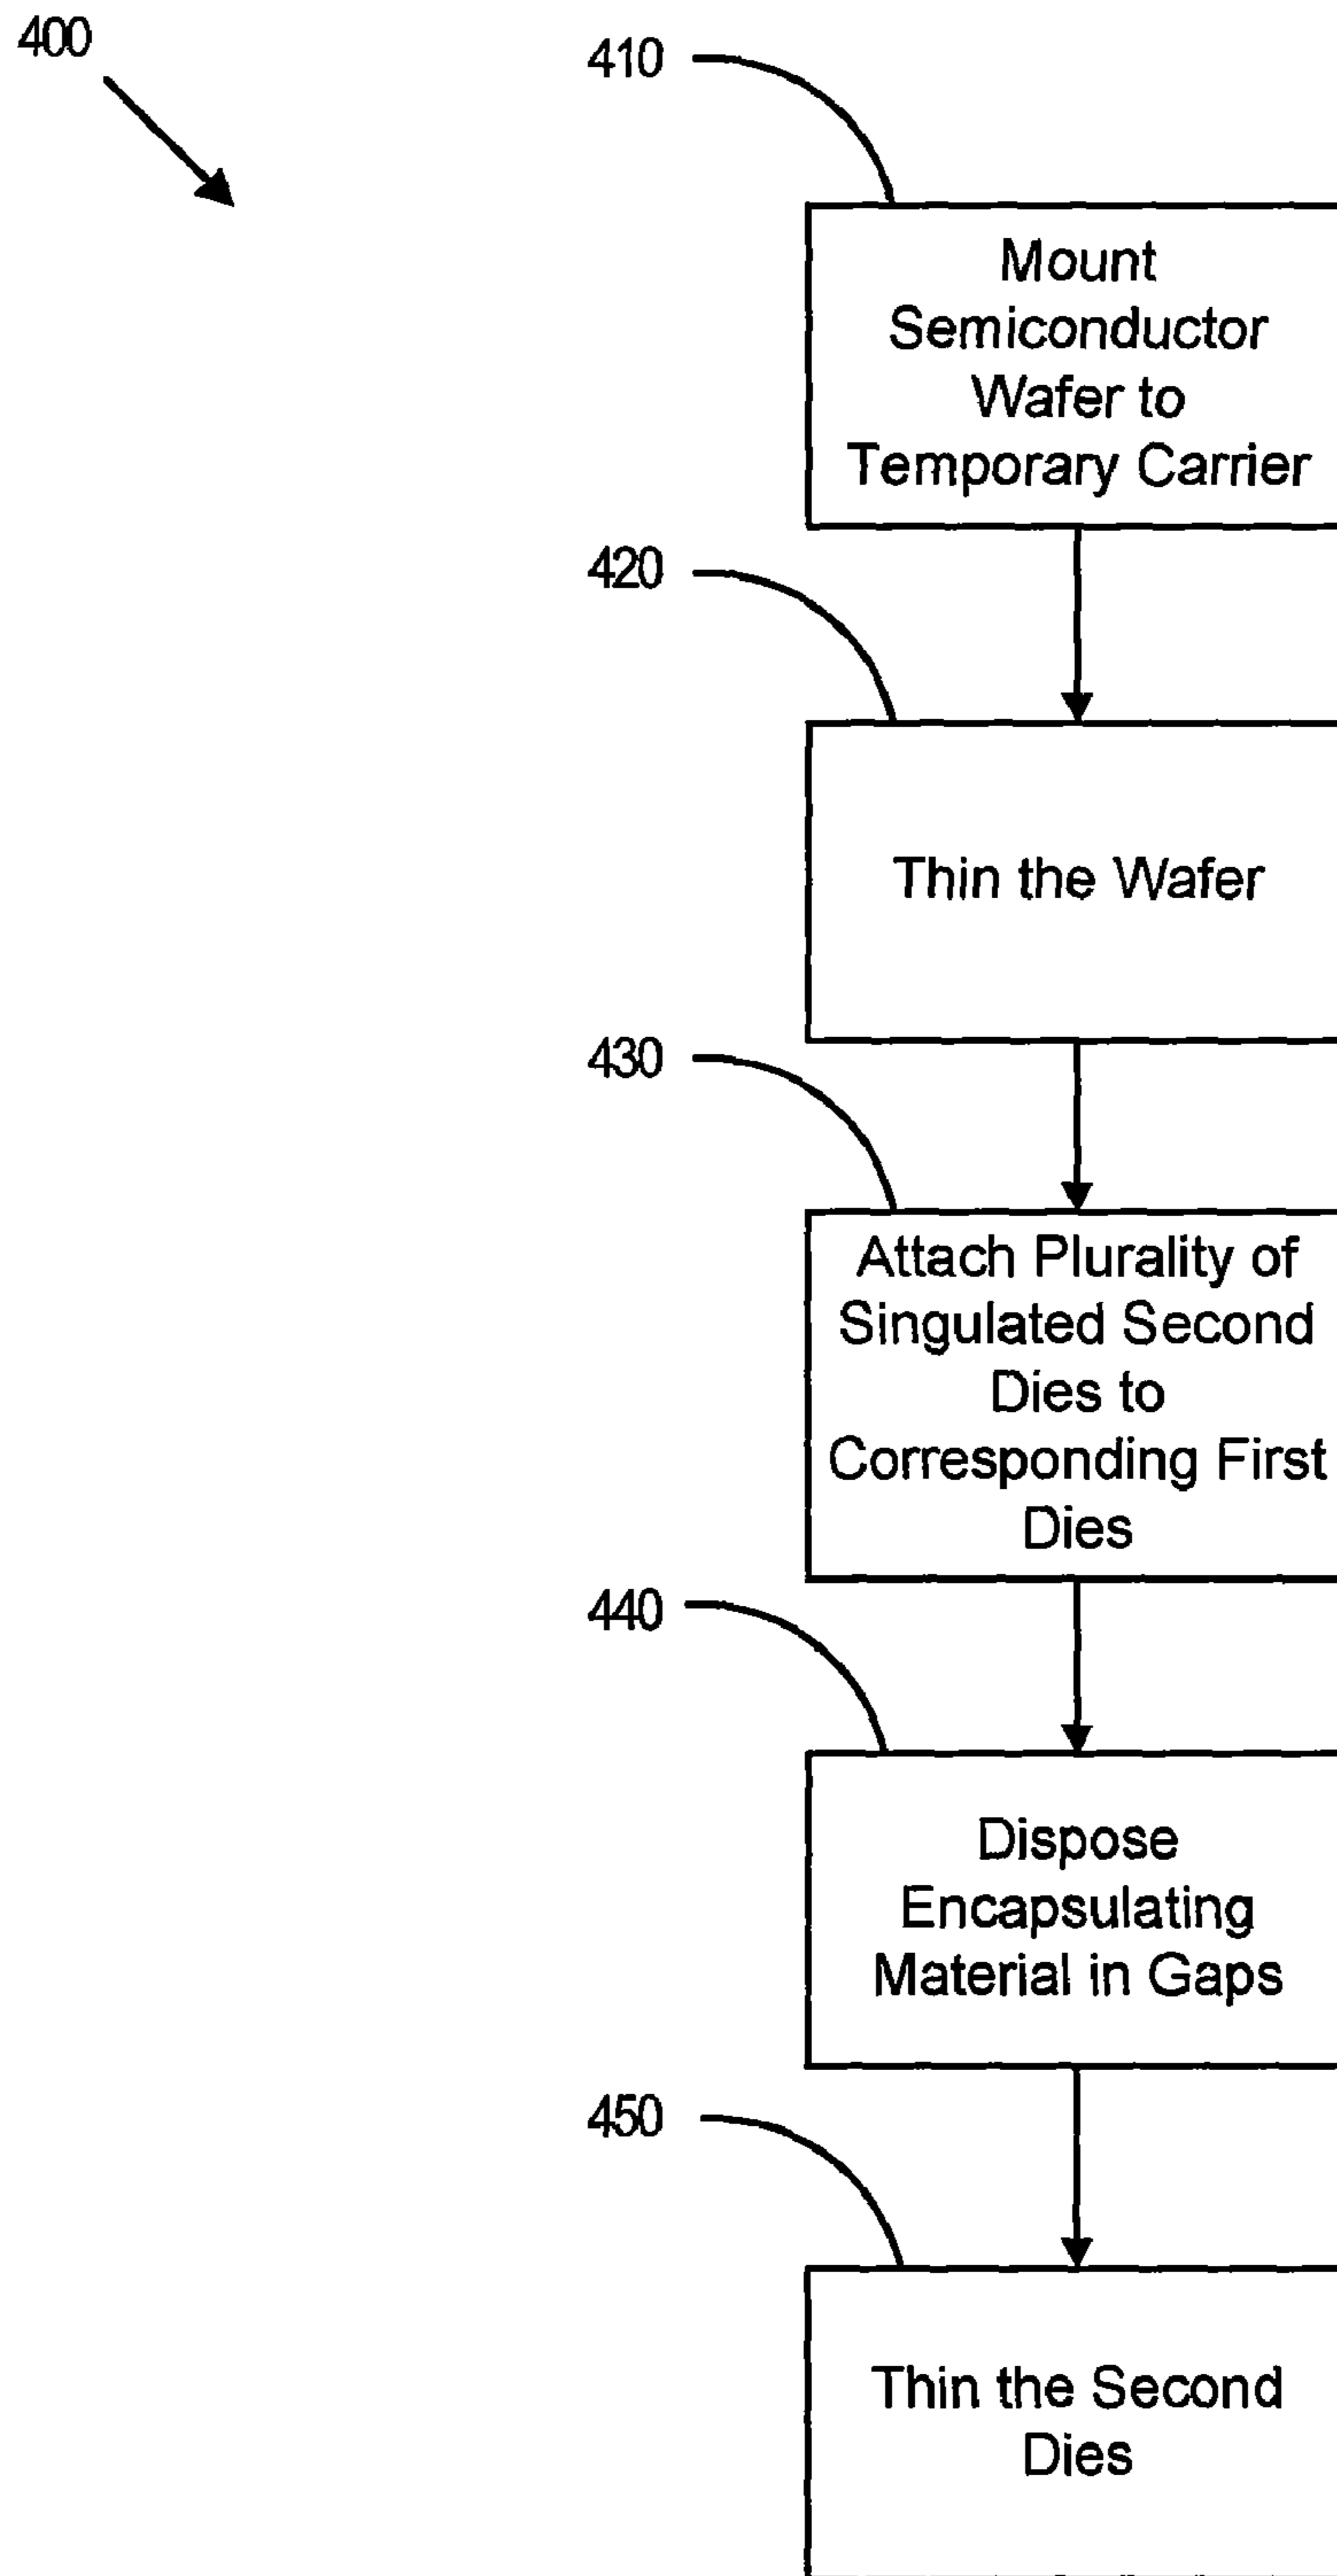 400
410
Mount
Semiconductor
Wafer to
Temporary Carrier
420
Thin the Wafer
430
Attach Plurality of
Singulated Second
Dies to
Corresponding First
Dies
440
Dispose
Encapsulating
Material in Gaps
450
Thin the Second
Dies